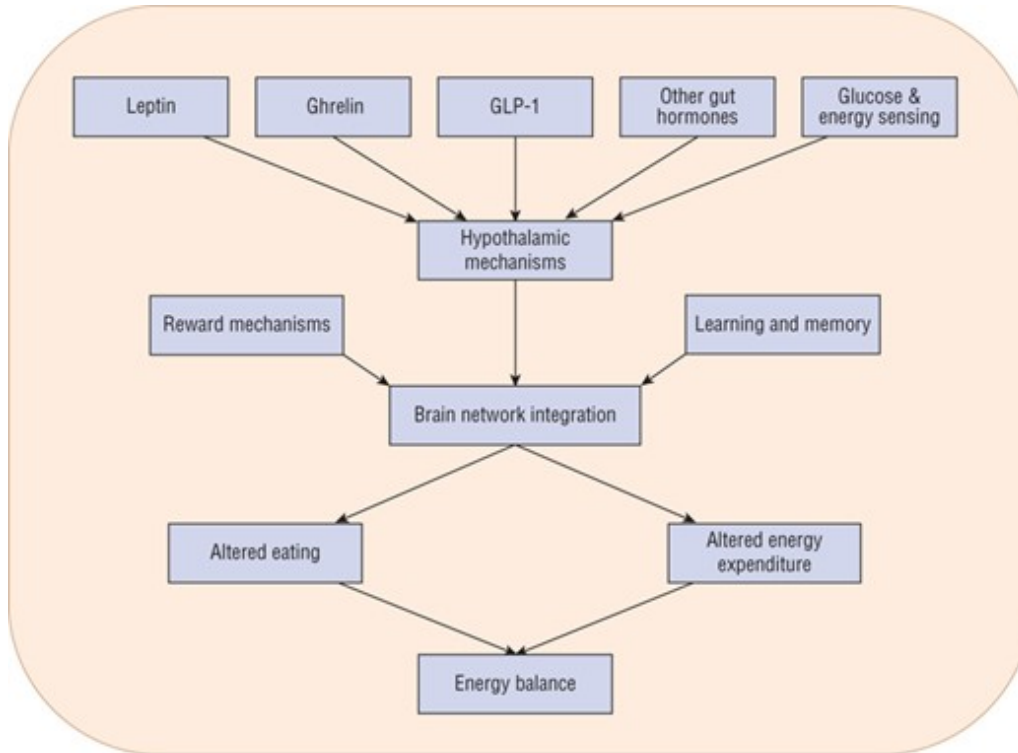 Leptin
Ghrelin
GLP-1
Other gut
hormones
Glucose &
energy sensing
Hypothalamic
mechanisms
Reward mechanisms
Learning and memory
Brain network integration
Altered eating
Altered energy
expenditure
Energy balance